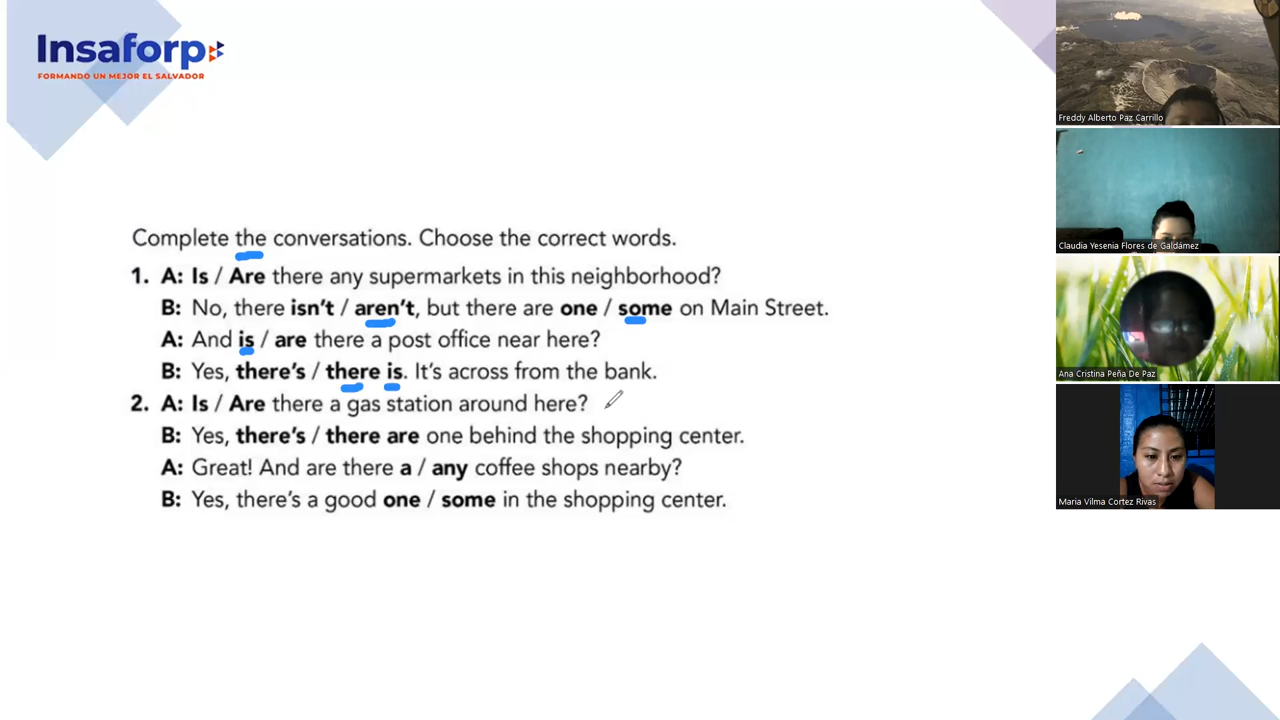 Insaforp
FORMANDO UN MEJOR EL SALVADOR
Complete the conversations. Choose the correct words.
1. A: Is / Are there any supermarkets in this neighborhood?
B: No, there isn't / aren't, but there are one / some on Main Street.
A: And is / are there a post office near here?
B: Yes, there's / there is. It's across from the bank.
2. A: Is / Are there a gas station around here?
B: Yes, there's / there are one behind the shopping center.
A: Great! And are there a / any coffee shops nearby?
B: Yes, there's a good one / some in the shopping center.
Freddy Alberto Paz Carrillo
Claudia Yesenia Flores de Galdámez
Ana Cristina Peña De Paz
Maria Vilma Cortez Rivas